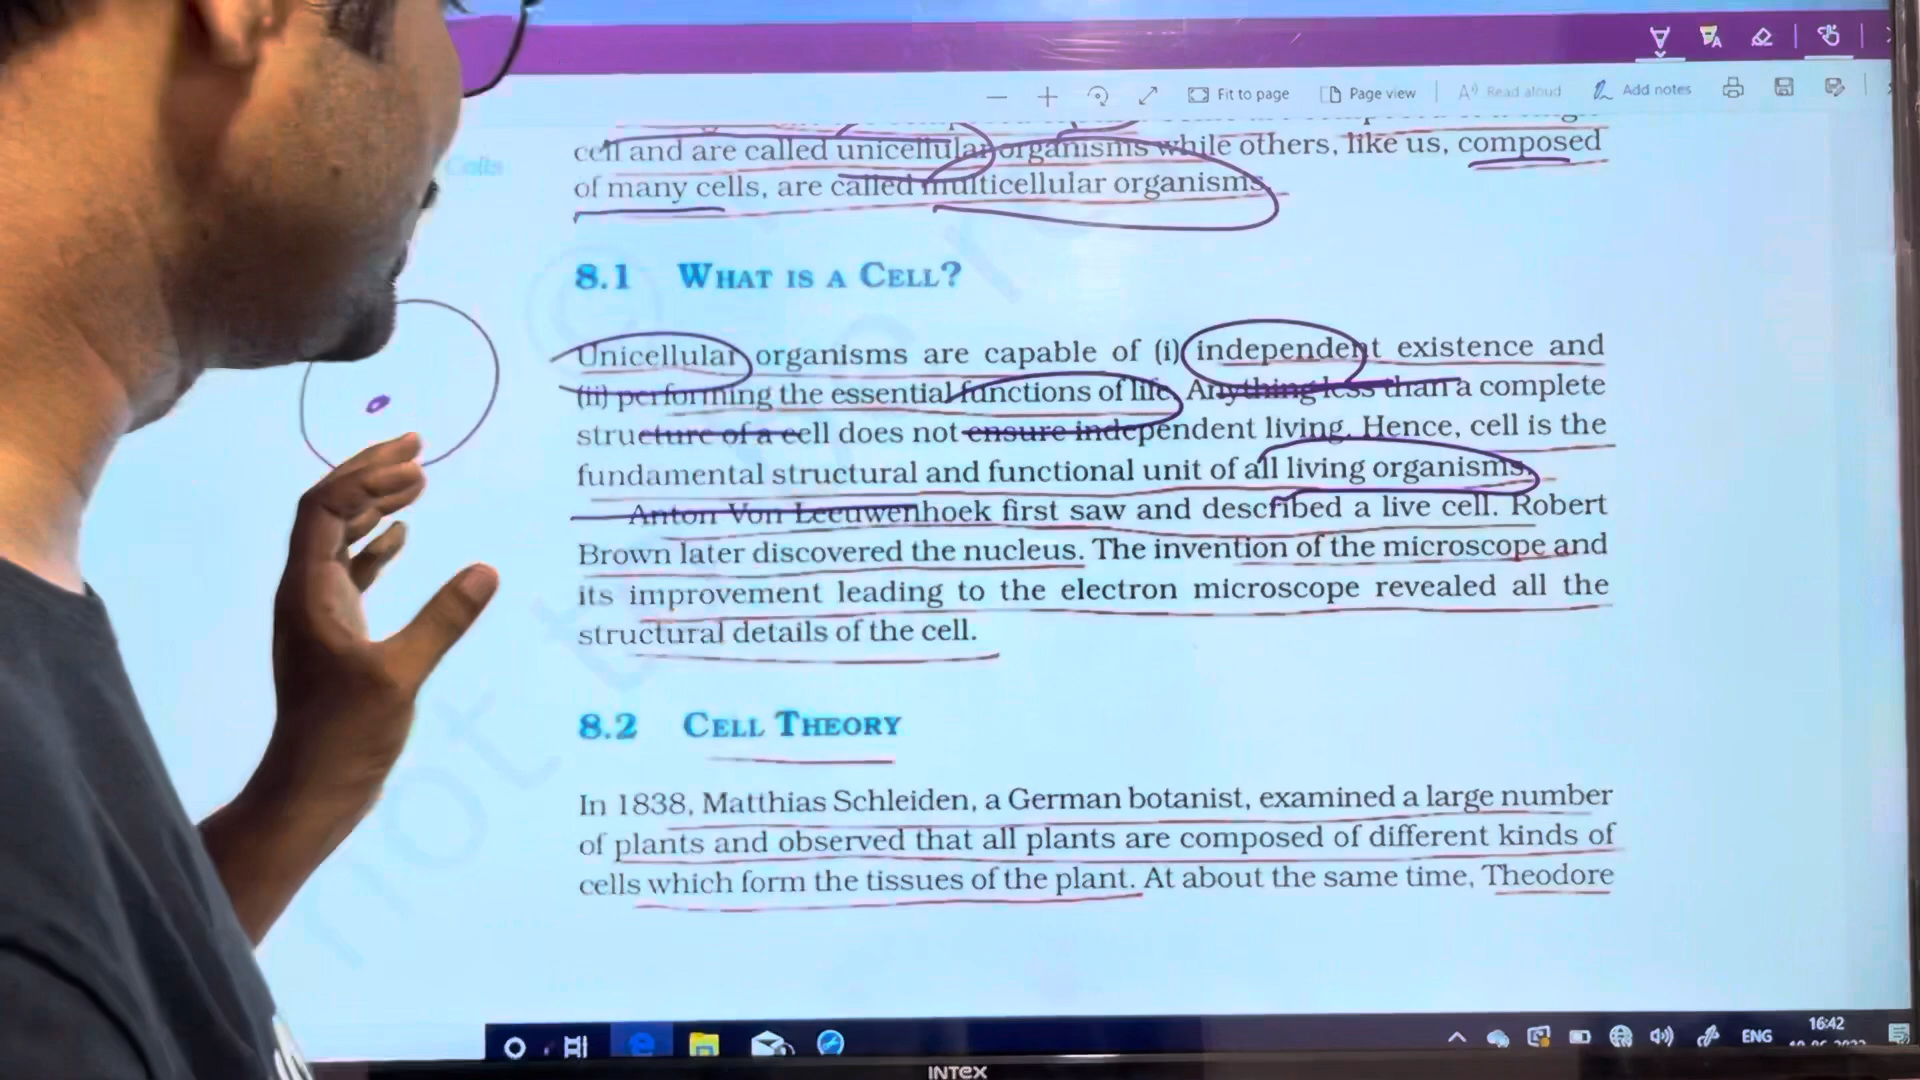 Fit to page
Page view
Read aloud
Add notes
Cells
cell and are called unicellular organisms while others, like us, composed
of many cells, are called multicellular organisms.
8.1 WHAT IS A CELL?
Unicellular organisms are capable of (i) independent existence and
(ii) performing the essential functions of life. Anything less than a complete
structure of a cell does not ensure independent living. Hence, cell is the
fundamental structural and functional unit of all living organisms.
Anton Von Leeuwenhoek first saw and described a live cell. Robert
Brown later discovered the nucleus. The invention of the microscope and
its improvement leading to the electron microscope revealed all the
structural details of the cell.
8.2 CELL THEORY
In 1838, Matthias Schleiden, a German botanist, examined a large number
of plants and observed that all plants are composed of different kinds of
cells which form the tissues of the plant. At about the same time, Theodore
not
ENG
16:42
INTEX